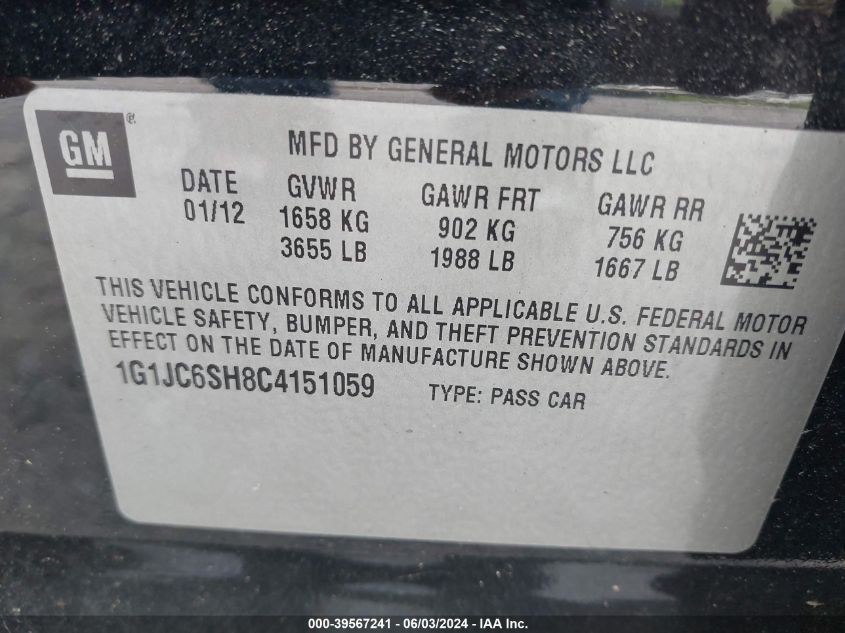 GM
MFD BY GENERAL MOTORS LLC
DATE GVWR GAWR FRT GAWR RR
01/12 1658 KG 902 KG 756 KG
3655 LB 1988 LB 1667 LB
THIS VEHICLE CONFORMS TO ALL APPLICABLE U.S. FEDERAL MOTOR
VEHICLE SAFETY, BUMPER, AND THEFT PREVENTION STANDARDS IN
EFFECT ON THE DATE OF MANUFACTURE SHOWN ABOVE.
1G1JC6SH8C4151059 TYPE: PASS CAR
000-39567241 - 06/03/2024 - IAA Inc.